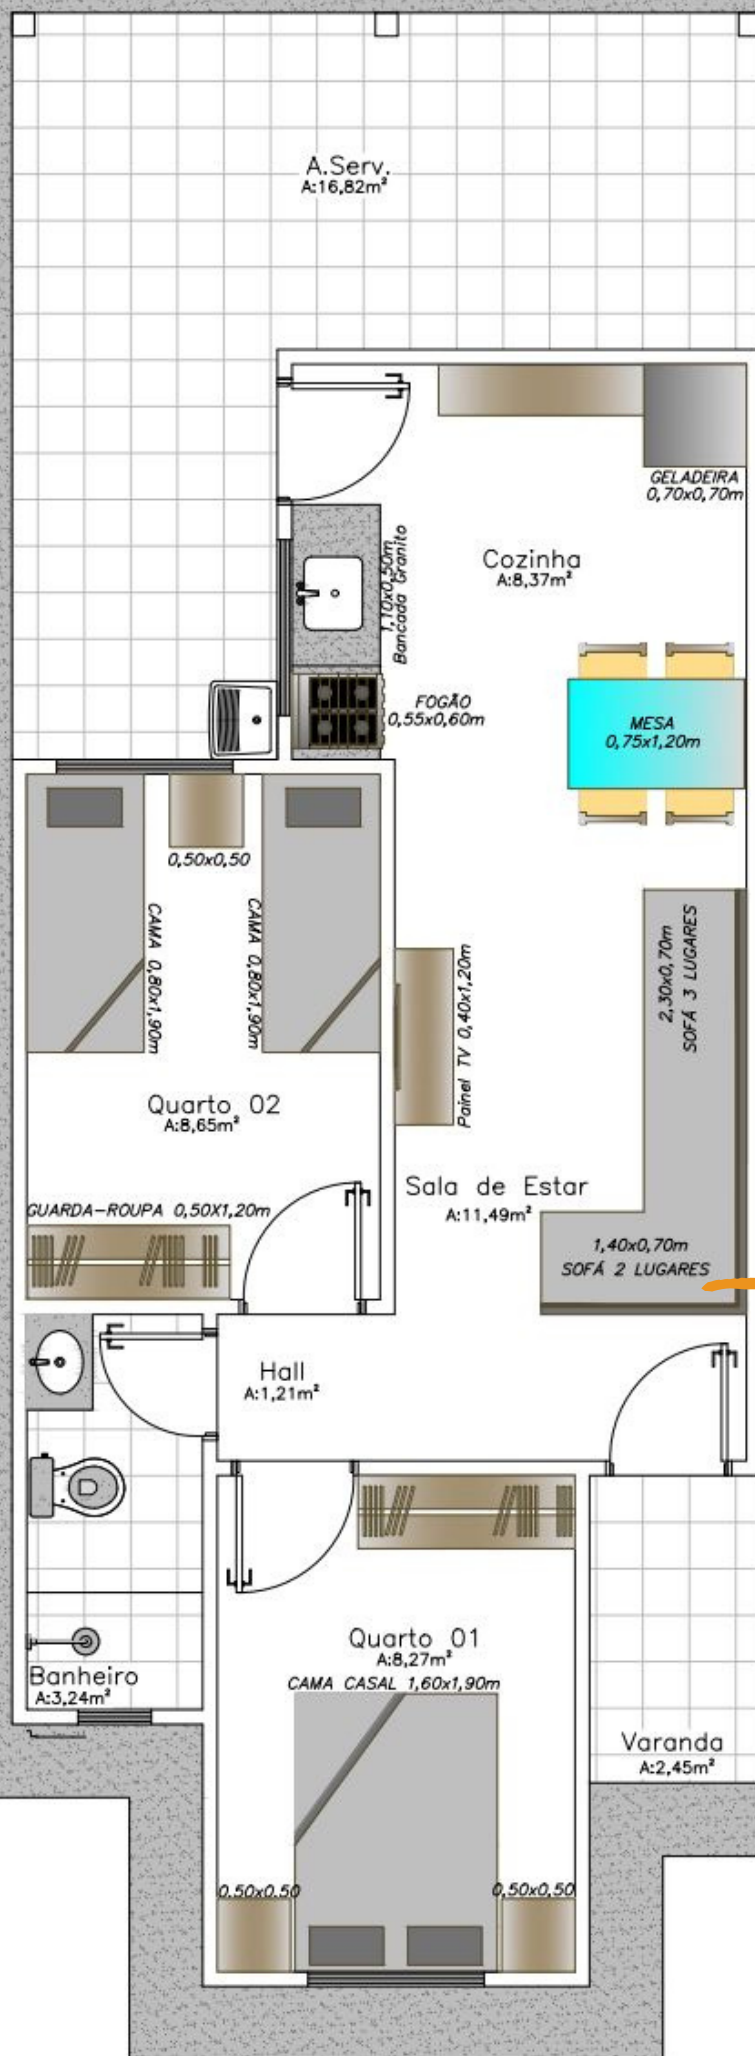 A.Serv.
A:16,82m²
GELADEIRA
0,70x0,70m
Cozinha
A:8,37m²
1,10x0,50m
Bancada Granito
FOGÃO
0,55x0,60m
MESA
0,75x1,20m
0,50x0,50
CAMA 0,80x1,90m
CAMA 0,80x1,90m
2,30x0,70m
SOFÁ 3 LUGARES
Painel TV 0,40x1,20m
Quarto 02
A:8,65m²
Sala de Estar
A:11,49m²
GUARDA-ROUPA 0,50X1,20m
1,40x0,70m
SOFÁ 2 LUGARES
Hall
A:1,21m²
Quarto 01
A:8,27m²
CAMA CASAL 1,60x1,90m
Banheiro
A:3,24m²
Varanda
A:2,45m²
0,50x0,50
0,50x0,50